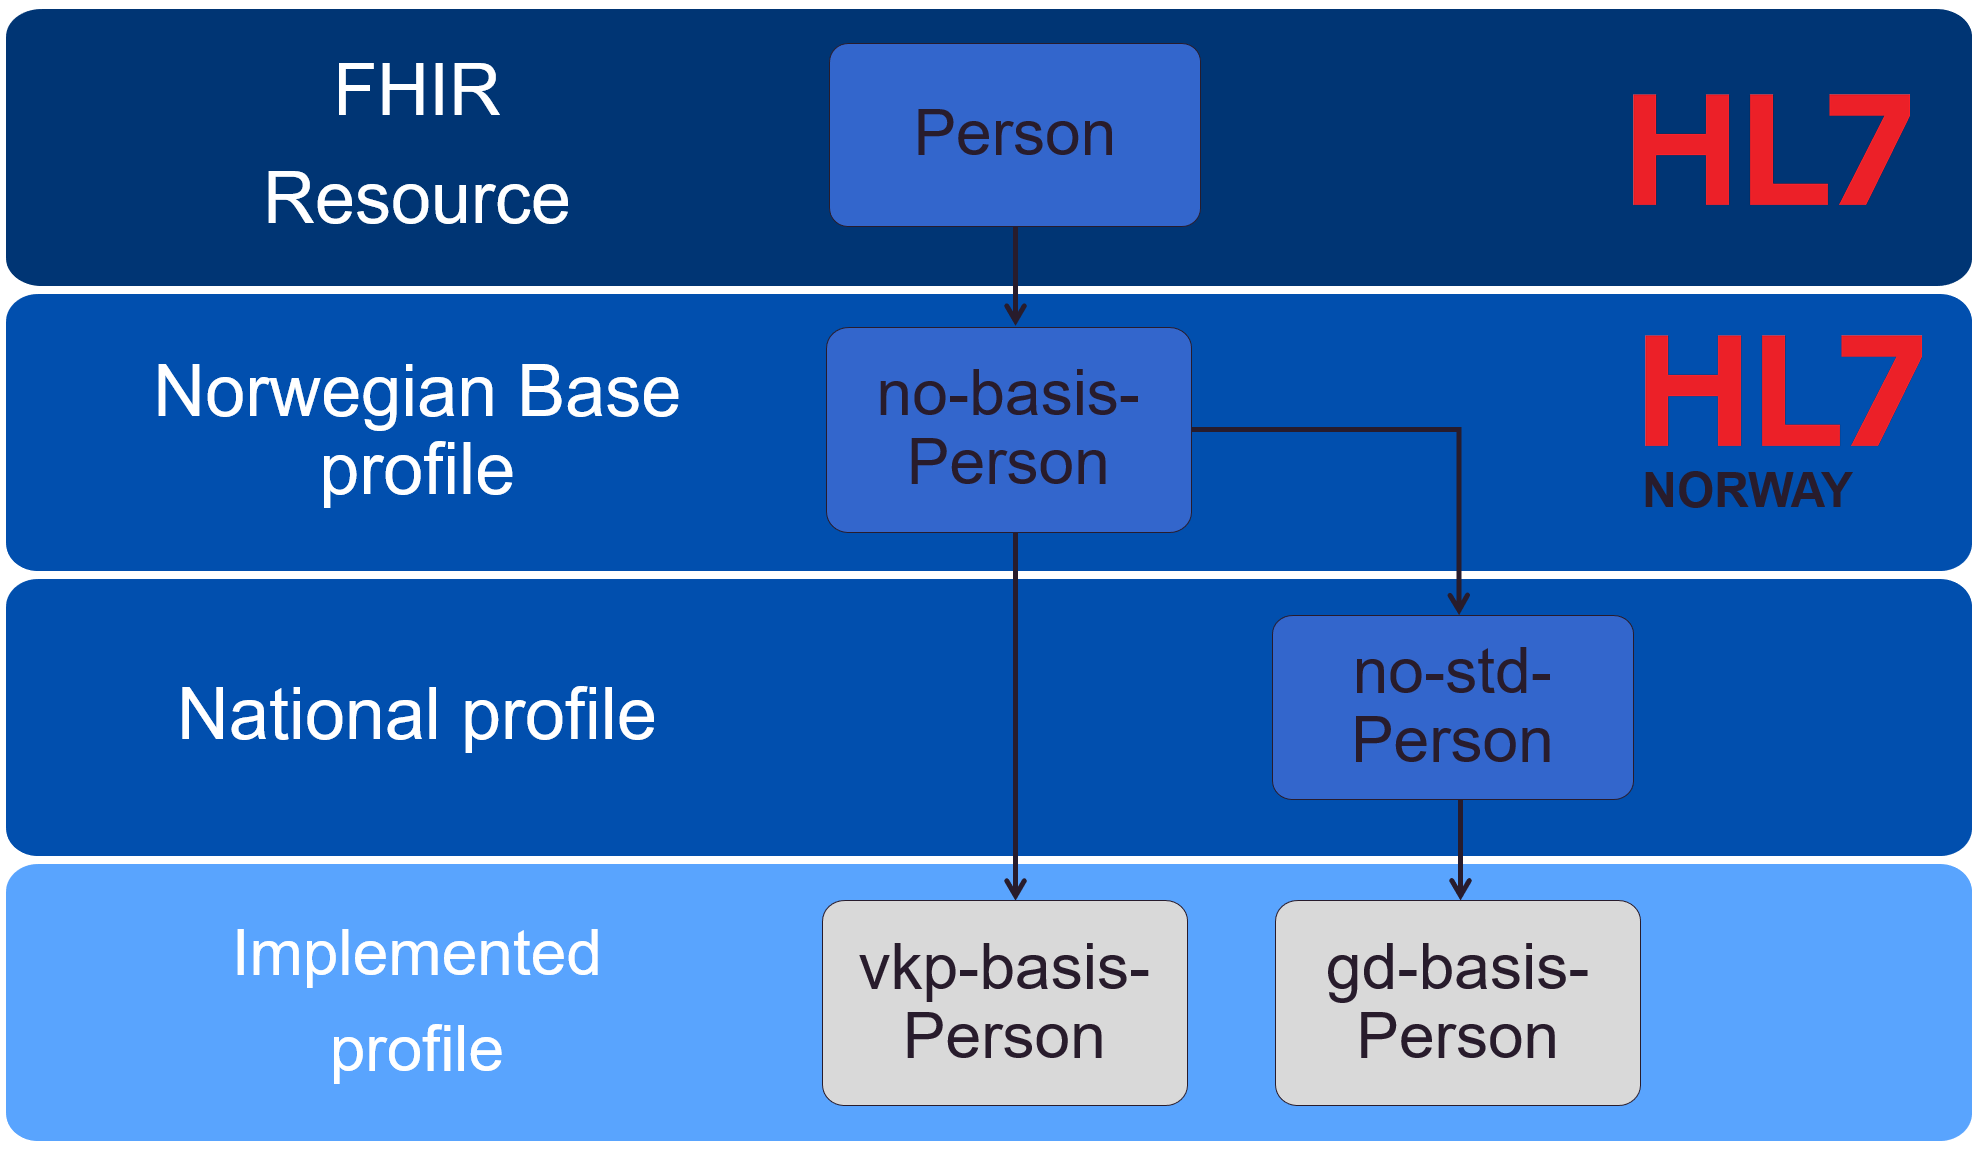 FHIR
Resource
Person
HL7
Norwegian Base
profile
no-basis-
Person
HL7
NORWAY
National profile
no-std-
Person
Implemented
profile
vkp-basis-
Person
gd-basis-
Person